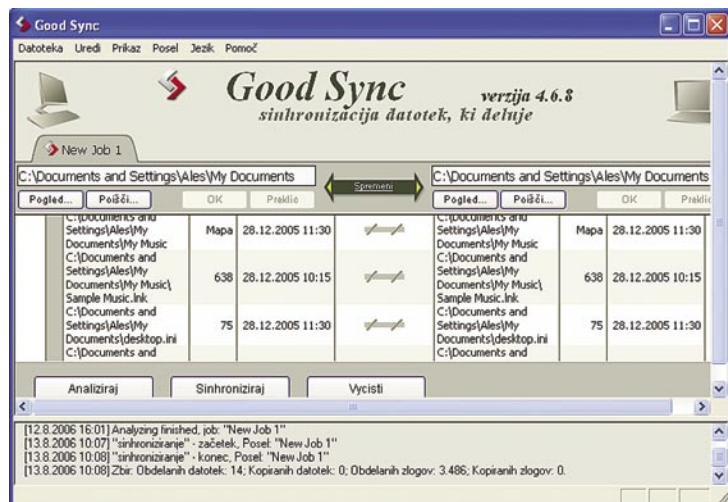 Good Sync
Datoteka Uredi Prikaz Posel Jezik Pomoč
Good Sync verzija 4.6.8
sinhronizacija datotek, ki deluje
New Job 1
C:\Documents and Settings\Ales\My Documents Spremeni C:\Documents and Settings\Ales\My Documents
Pogled... Poišči... OK Preklic Pogled... Poišči... OK Preklic
C:\Documents and C:\Documents and
Settings\Ales\My Mapa 28.12.2005 11:30 Settings\Ales\My Mapa 28.12.2005 11:30
Documents\My Music Documents\My Music
C:\Documents and C:\Documents and
Settings\Ales\My Settings\Ales\My
Documents\My Music\ 638 28.12.2005 10:15 Documents\My Music\ 638 28.12.2005 10:15
Sample Music.lnk Sample Music.lnk
C:\Documents and C:\Documents and
Settings\Ales\My 75 28.12.2005 11:30 Settings\Ales\My 75 28.12.2005 11:30
Documents\desktop.ini Documents\desktop.ini
C:\Documents and C:\Documents and
Analiziraj Sinhroniziraj Vycisti
[12.8.2006 16:01] Analyzing finished, job: "New Job 1"
[13.8.2006 10:07] "sinhroniziranje" - začetek, Posel: "New Job 1"
[13.8.2006 10:08] "sinhroniziranje" - konec, Posel: "New Job 1"
[13.8.2006 10:08] Zbir: Obdelanih datotek: 14; Kopiranih datotek: 0; Obdelanih zlogov: 3.486; Kopiranih zlogov: 0.